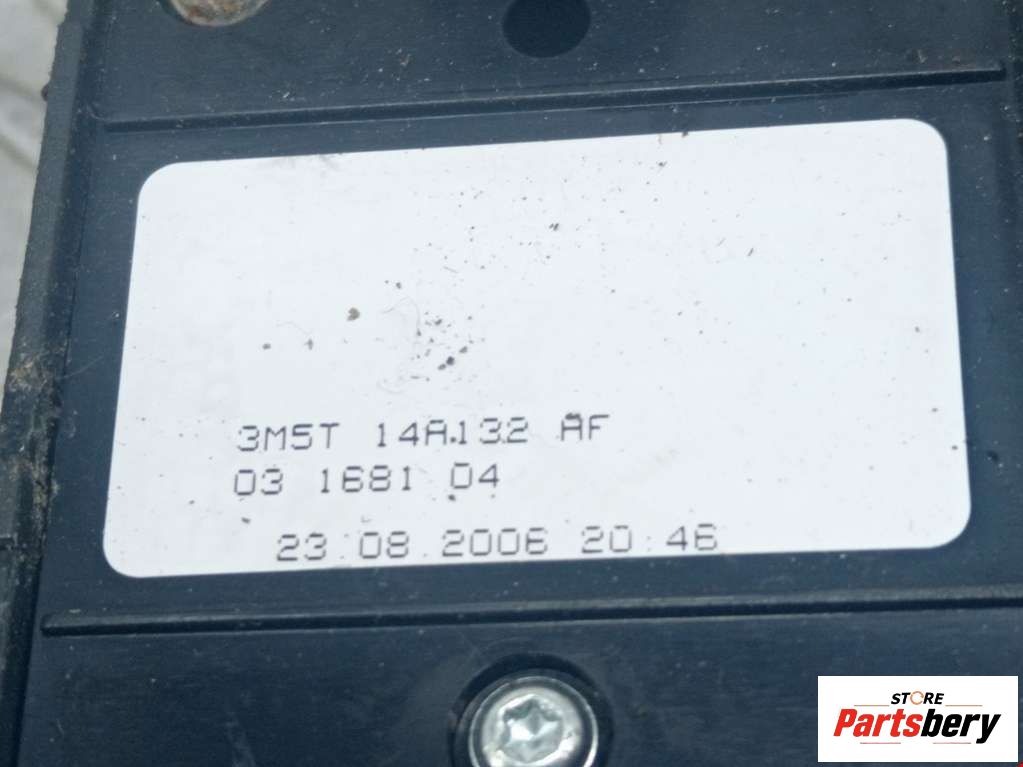 3M5T 14A132 AF
03 1681 04
23.08.2006 20:46
STORE
Partsbery